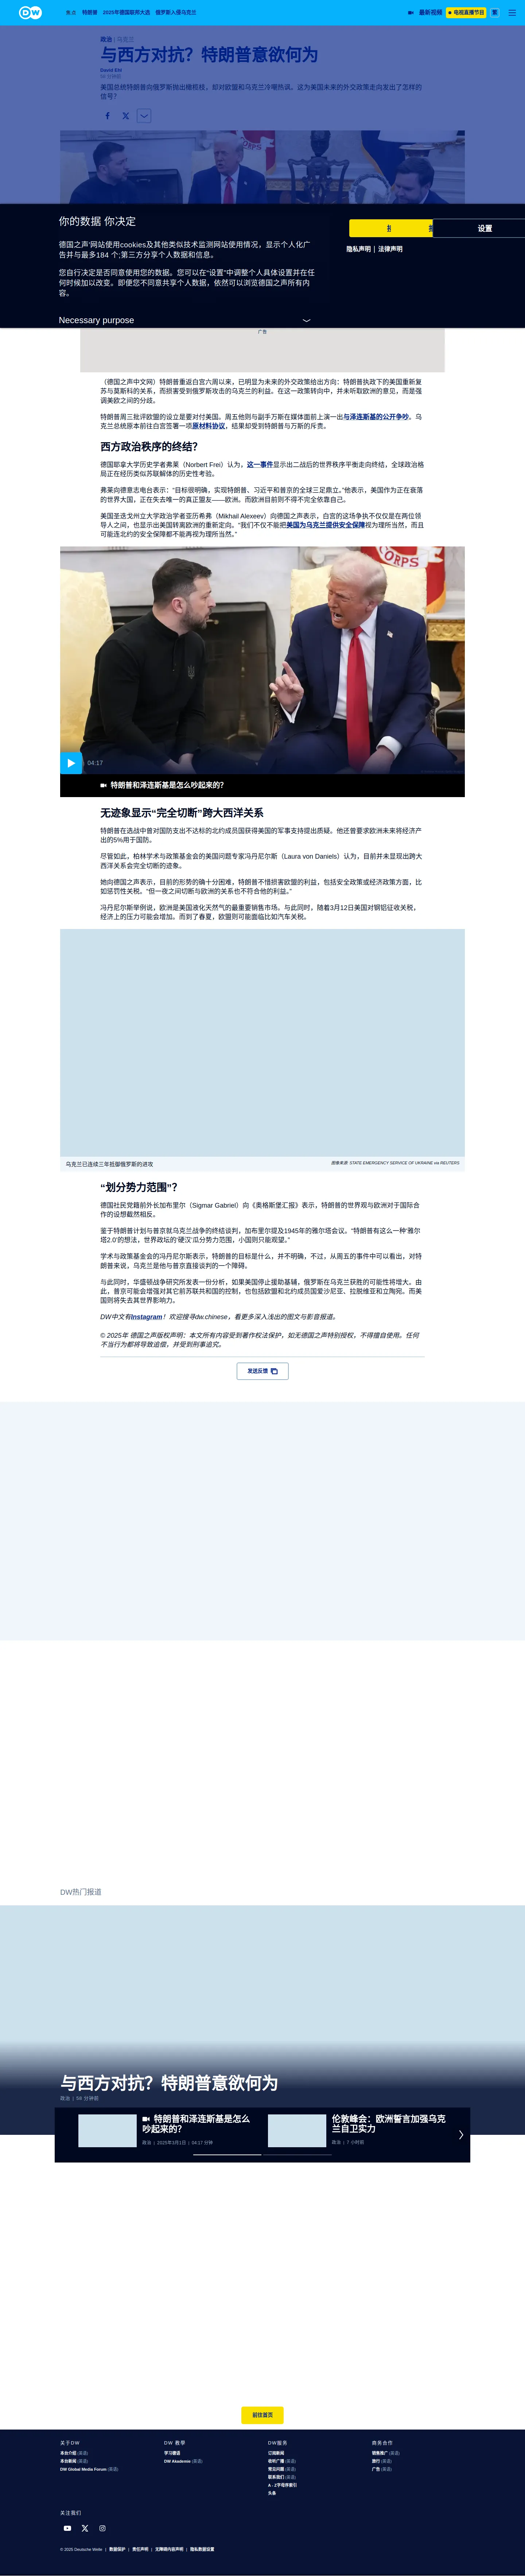 DW
焦点 特朗普 2025年德国联邦大选 俄罗斯入侵乌克兰
最新视频 电视直播节目 繁
政治 | 乌克兰
与西方对抗？特朗普意欲何为
David Ehl
美国总统特朗普向俄罗斯抛出橄榄枝，却对欧盟和乌克兰冷嘲热讽。这为美国未来的外交政策走向发出了怎样的
信号？
你的数据 你决定
设置
隐私声明 | 法律声明
德国之声'网站使用cookies及其他类似技术监测网站使用情况，显示个人化广
告并与最多184 个;第三方分享个人数据和信息。
您自行决定是否同意使用您的数据。您可以在"设置"中调整个人具体设置并在任
何时候加以改变。即便您不同意共享个人数据，依然可以浏览德国之声所有内
容。
Necessary purpose
广告
（德国之声中文网）特朗普重返白宫六周以来，已明显为未来的外交政策给出方向：特朗普执政下的美国重新复
苏与莫斯科的关系，而损害受到俄罗斯攻击的乌克兰的利益。在这一政策转向中，并未听取欧洲的意见，而是强
调美欧之间的分歧。
特朗普周三批评欧盟的设立是要对付美国。周五他则与副手万斯在媒体面前上演一出与泽连斯基的公开争吵。乌
克兰总统原本前往白宫签署一项原材料协议，结果却受到特朗普与万斯的斥责。
西方政治秩序的终结？
德国耶拿大学历史学者弗莱（Norbert Frei）认为，这一事件显示出二战后的世界秩序平衡走向终结，全球政治格
局正在经历类似苏联解体的历史性考验。
弗莱向德意志电台表示："目标很明确，实现特朗普、习近平和普京的全球三足鼎立。"他表示，美国作为正在衰落
的世界大国，正在失去唯一的真正盟友——欧洲。而欧洲目前则不得不完全依靠自己。
美国圣迭戈州立大学政治学者亚历希弗（Mikhail Alexeev）向德国之声表示，白宫的这场争执不仅仅是在两位领
导人之间，也显示出美国转离欧洲的重新定向。"我们不仅不能把美国为乌克兰提供安全保障视为理所当然，而且
可能连北约的安全保障都不能再视为理所当然。"
CORPS
04:17
特朗普和泽连斯基是怎么吵起来的？
无迹象显示"完全切断"跨大西洋关系
特朗普在选战中曾对国防支出不达标的北约成员国获得美国的军事支持提出质疑。他还曾要求欧洲未来将经济产
出的5%用于国防。
尽管如此，柏林学术与政策基金会的美国问题专家冯丹尼尔斯（Laura von Daniels）认为，目前并未显现出跨大
西洋关系会完全切断的迹象。
她向德国之声表示，目前的形势的确十分困难，特朗普不惜损害欧盟的利益，包括安全政策或经济政策方面，比
如惩罚性关税。"但一夜之间切断与欧洲的关系也不符合他的利益。"
冯丹尼尔斯举例说，欧洲是美国液化天然气的最重要销售市场。与此同时，随着3月12日美国对钢铝征收关税，
经济上的压力可能会增加。而到了春夏，欧盟则可能面临比如汽车关税。
乌克兰已连续三年抵御俄罗斯的进攻
图像来源: STATE EMERGENCY SERVICE OF UKRAINE via REUTERS
"划分势力范围"？
德国社民党籍前外长加布里尔（Sigmar Gabriel）向《奥格斯堡汇报》表示，特朗普的世界观与欧洲对于国际合
作的设想截然相反。
鉴于特朗普计划与普京就乌克兰战争的终结谈判，加布里尔提及1945年的雅尔塔会议。"特朗普有这么一种'雅尔
塔2.0'的想法，世界政坛的'硬汉'瓜分势力范围，小国则只能观望。"
学术与政策基金会的冯丹尼尔斯表示，特朗普的目标是什么，并不明确，不过，从周五的事件中可以看出，对特
朗普来说，乌克兰是他与普京直接谈判的一个障碍。
与此同时，华盛顿战争研究所发表一份分析，如果美国停止援助基辅，俄罗斯在乌克兰获胜的可能性将增大。由
此，普京可能会增强对其它前苏联共和国的控制，也包括欧盟和北约成员国爱沙尼亚、拉脱维亚和立陶宛。而美
国则将失去其世界影响力。
DW中文有Instagram！欢迎搜寻dw.chinese，看更多深入浅出的图文与影音报道。
© 2025年 德国之声版权声明：本文所有内容受到著作权法保护，如无德国之声特别授权，不得擅自使用。任何
不当行为都将导致追偿，并受到刑事追究。
发送反馈
DW热门报道
与西方对抗？特朗普意欲何为
政治 | 56 分钟前
特朗普和泽连斯基是怎么
吵起来的？
政治 | 2025年3月1日 | 04:17 分钟
伦敦峰会：欧洲誓言加强乌克
兰自卫实力
政治 | 7 小时前
前往首页
关于DW
本台介绍 (英语)
本台新闻 (英语)
DW Global Media Forum (英语)
DW 教學
学习德语
DW Akademie (英语)
DW服务
订阅新闻
收听广播 (英语)
常见问题 (英语)
联系我们 (英语)
A - Z字母序索引
头条
商务合作
销售推广 (英语)
旅行 (英语)
广告 (英语)
关注我们
© 2025 Deutsche Welle | 数据保护 | 责任声明 | 无障碍内容声明 | 隐私数据设置